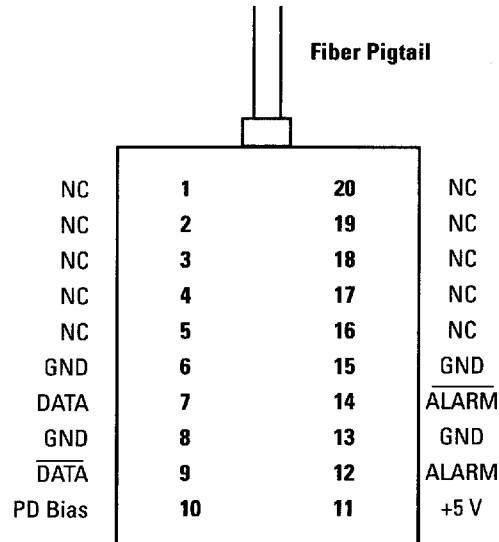 Fiber Pigtail
NC 1 20 NC
NC 2 19 NC
NC 3 18 NC
NC 4 17 NC
NC 5 16 NC
GND 6 15 GND
DATA 7 14 A̅L̅A̅R̅M̅
GND 8 13 GND
D̅A̅T̅A̅ 9 12 ALARM
PD Bias 10 11 +5 V